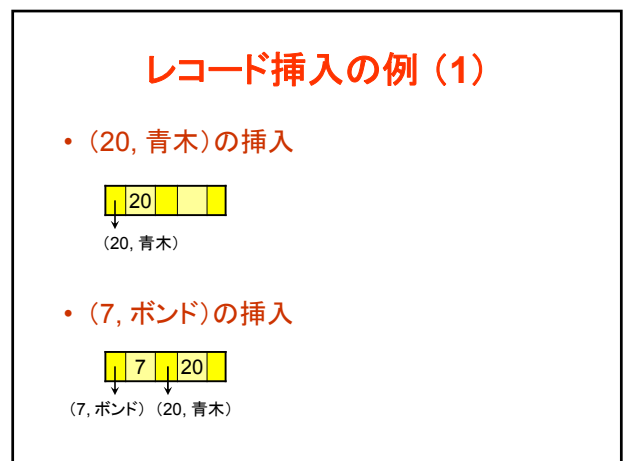 レコード挿入の例（1）
• （20, 青木）の挿入
20
（20, 青木）
• （7, ボンド）の挿入
7 20
（7, ボンド） （20, 青木）